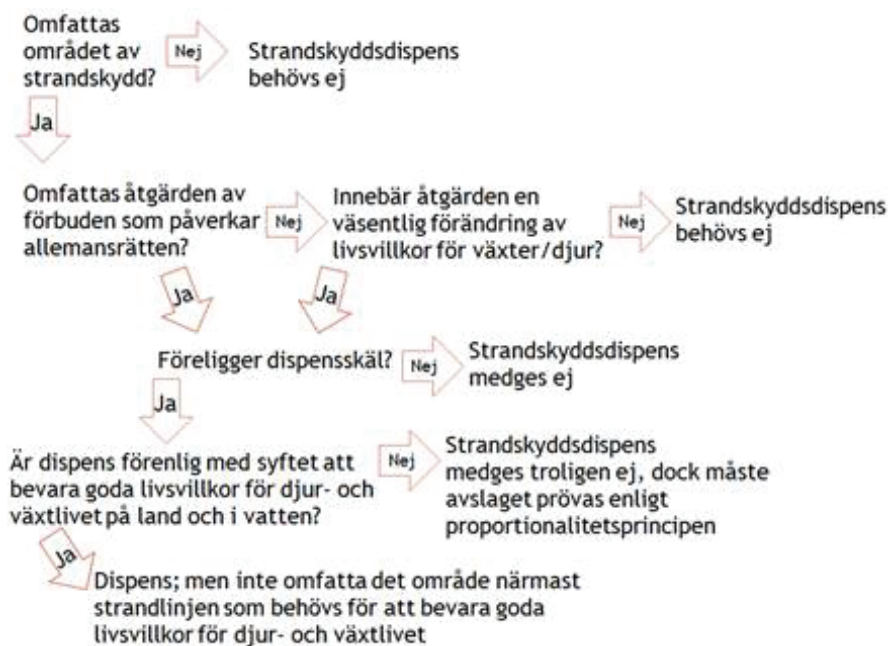 Omfattas
området av
strandskydd?
Nej
Strandskyddsdispens
behövs ej
Ja
Omfattas åtgärden av
förbuden som påverkar
allemansrätten?
Nej
Innebär åtgärden en
väsentlig förändring av
livsvillkor för växter/djur?
Nej
Strandskyddsdispens
behövs ej
Ja
Ja
Föreligger dispensskäl?
Nej
Strandskyddsdispens
medges ej
Ja
Är dispens förenlig med syftet att
bevara goda livsvillkor för djur- och
växtlivet på land och i vatten?
Nej
Strandskyddsdispens
medges troligen ej, dock måste
avslaget prövas enligt
proportionalitetsprincipen
Ja
Dispens; men inte omfatta det område närmast
strandlinjen som behövs för att bevara goda
livsvillkor för djur- och växtlivet